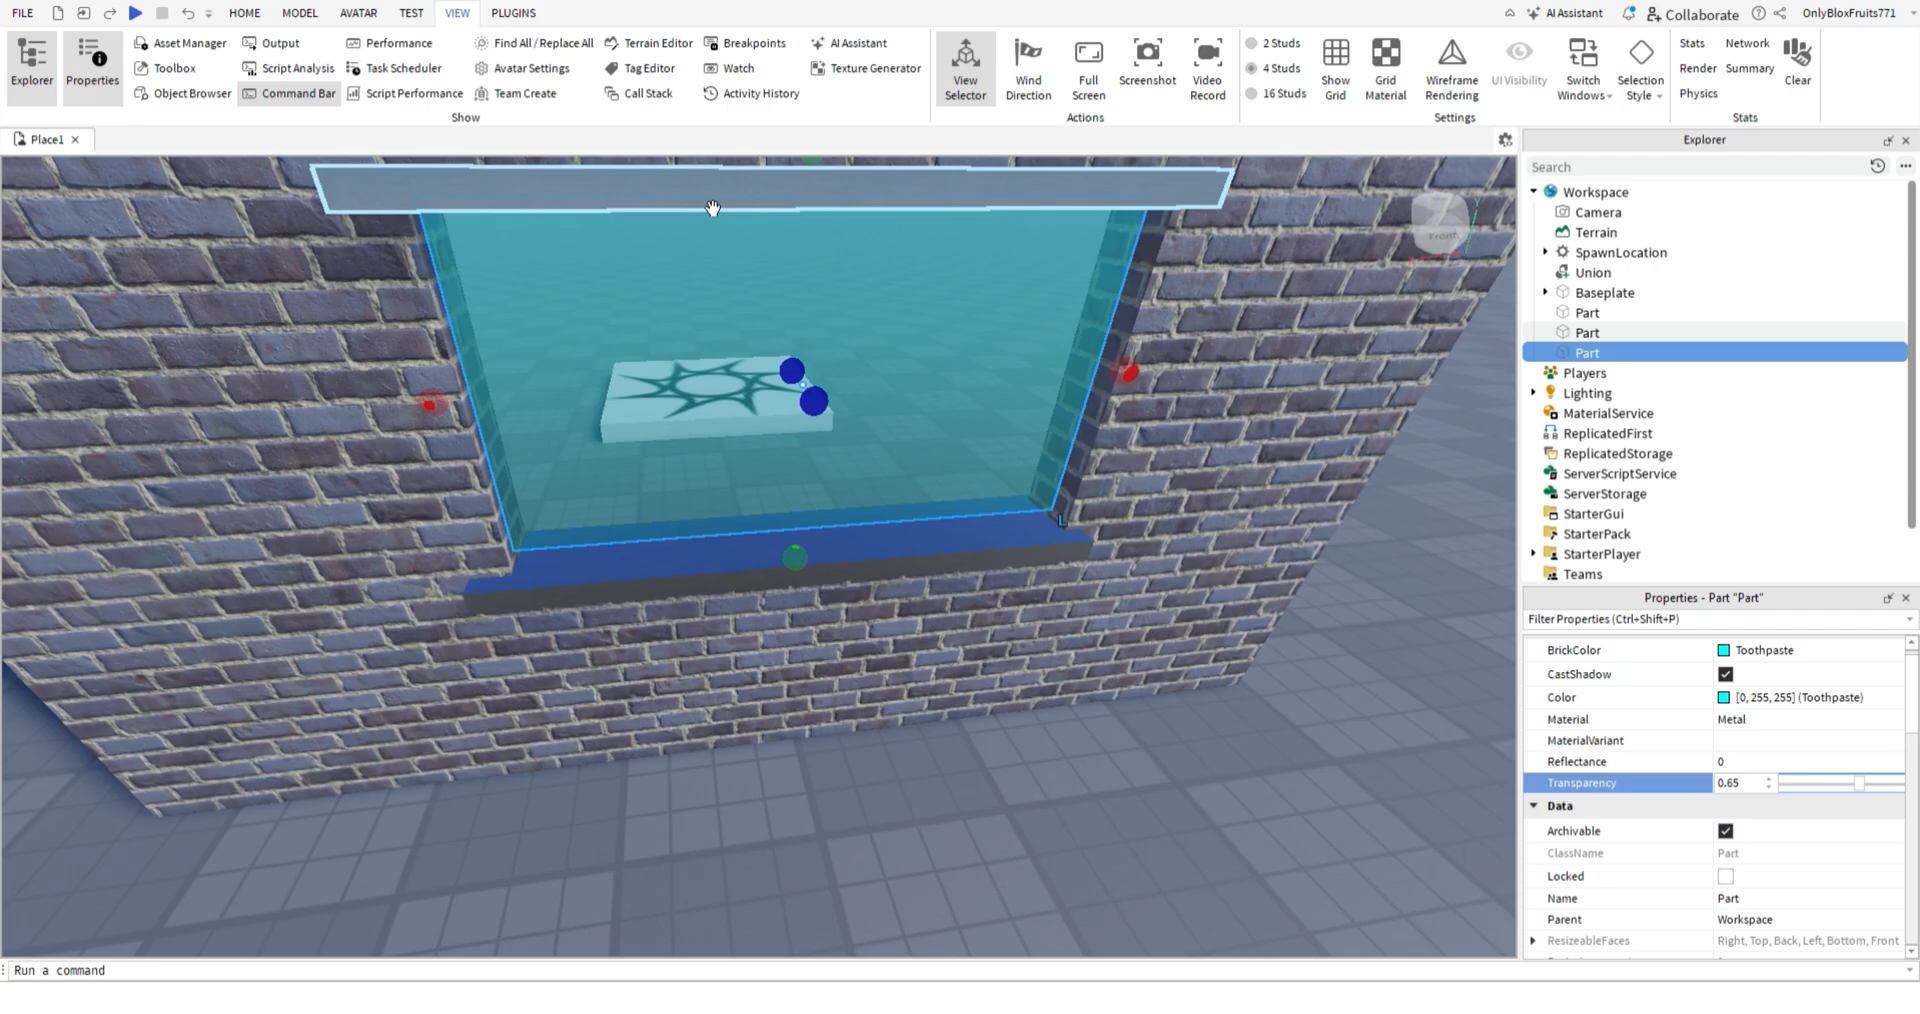 FILE HOME MODEL AVATAR TEST VIEW PLUGINS AI Assistant Collaborate OnlyBloxFruits771
Explorer
Properties
Asset Manager
Toolbox
Object Browser
Output
Script Analysis
Command Bar
Performance
Task Scheduler
Script Performance
Find All / Replace All
Avatar Settings
Team Create
Terrain Editor
Tag Editor
Call Stack
Breakpoints
Watch
Activity History
AI Assistant
Texture Generator
Show
View
Selector
Wind
Direction
Full
Screen
Screenshot
Video
Record
Actions
2 Studs
4 Studs
16 Studs
Show
Grid
Grid
Material
Wireframe
Rendering
UI Visibility
Switch
Windows
Selection
Style
Settings
Stats
Render
Physics
Network
Summary
Clear
Stats
Place1
Front
L
Explorer
Search
Workspace
Camera
Terrain
SpawnLocation
Union
Baseplate
Part
Part
Part
Players
Lighting
MaterialService
ReplicatedFirst
ReplicatedStorage
ServerScriptService
ServerStorage
StarterGui
StarterPack
StarterPlayer
Teams
Properties - Part "Part"
Filter Properties (Ctrl+Shift+P)
BrickColor Toothpaste
CastShadow
Color [0, 255, 255] (Toothpaste)
Material Metal
MaterialVariant
Reflectance 0
Transparency 0.65
Data
Archivable
ClassName Part
Locked
Name Part
Parent Workspace
ResizeableFaces Right, Top, Back, Left, Bottom, Front
Run a command